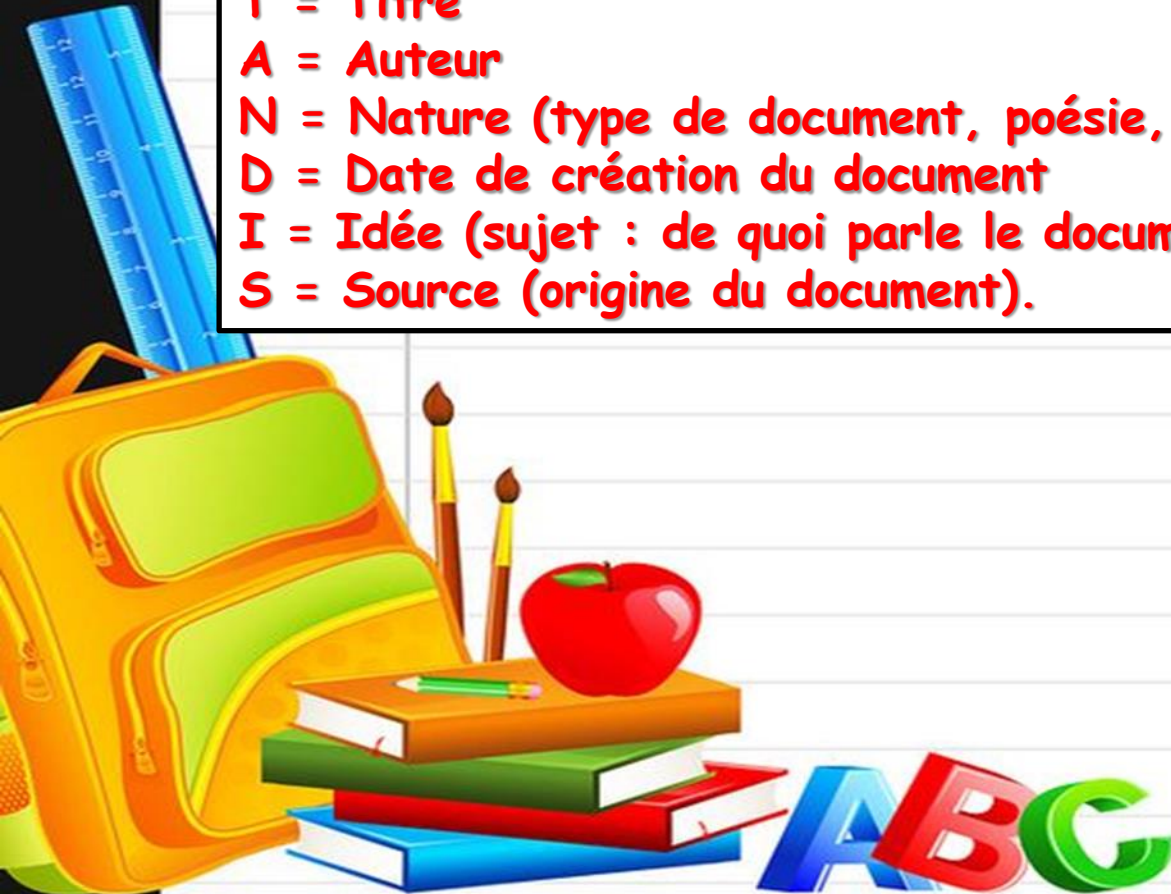 T = Titre
A = Auteur
N = Nature (type de document, poésie,
D = Date de création du document
I = Idée (sujet : de quoi parle le docum
S = Source (origine du document).
ABC